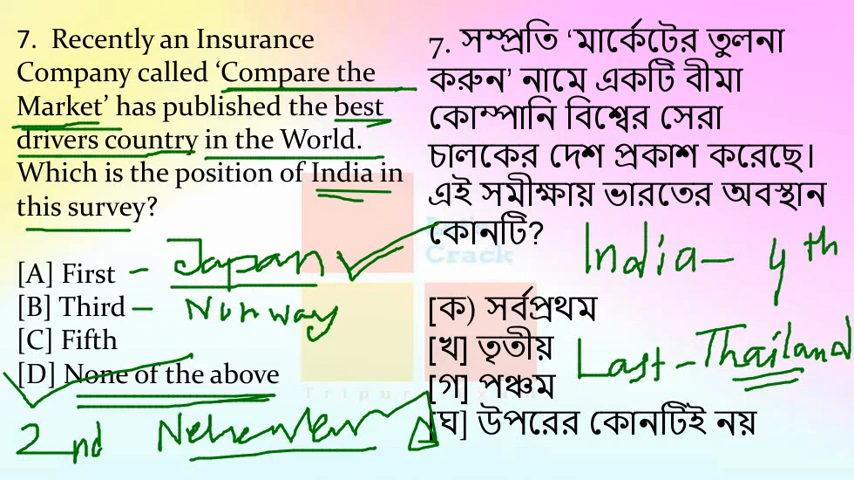 7. Recently an Insurance
Company called ‘Compare the
Market’ has published the best
drivers country in the World.
Which is the position of India in
this survey?
[A] First – Japan
[B] Third – Norway
[C] Fifth
[D] None of the above
2nd
7. সম্প্রতি ‘মার্কেটের তুলনা
করুন’ নামে একটি বীমা
কোম্পানি বিশ্বের সেরা
চালকের দেশ প্রকাশ করেছে।
এই সমীক্ষায় ভারতের অবস্থান
কোনটি?
India – 4th
[ক) সর্বপ্রথম
[খ] তৃতীয়
[গ] পঞ্চম
[ঘ] উপরের কোনটিই নয়
Last – Thailand
Crack